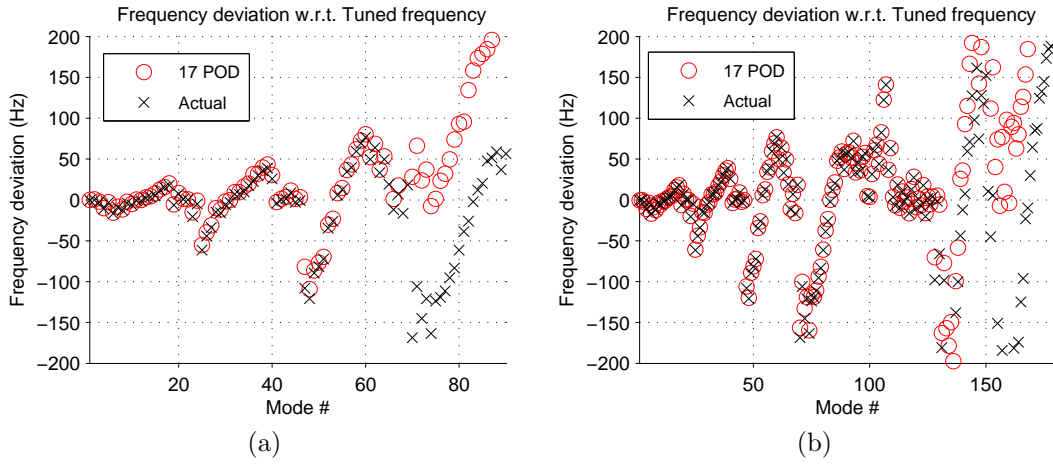 Frequency deviation w.r.t. Tuned frequency
200
150
100
50
0
−50
−100
−150
−200
20
40
60
80
Mode #
Frequency deviation (Hz)
17 POD
Actual
(a)
Frequency deviation w.r.t. Tuned frequency
200
150
100
50
0
−50
−100
−150
−200
50
100
150
Mode #
Frequency deviation (Hz)
17 POD
Actual
(b)